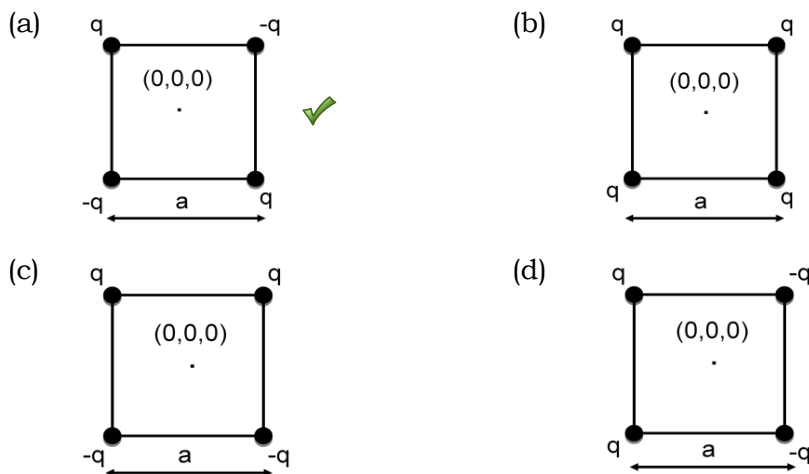 (a)
q -q
(0,0,0)
-q q
a
(b)
q q
(0,0,0)
q q
a
(c)
q q
(0,0,0)
-q -q
a
(d)
q -q
(0,0,0)
q -q
a